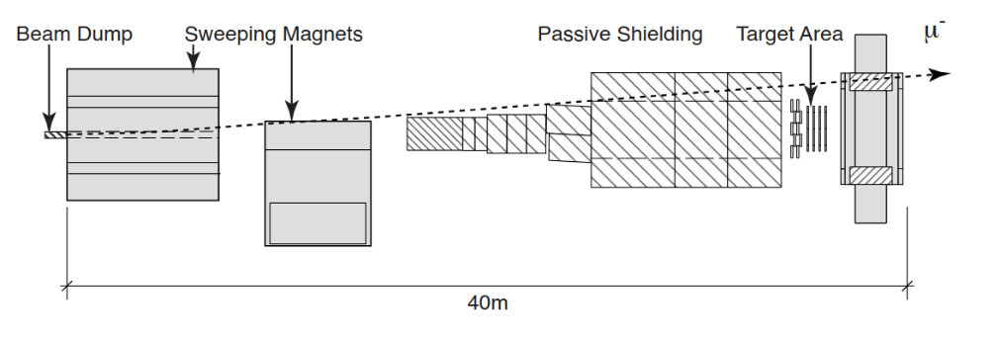 Beam Dump
Sweeping Magnets
Passive Shielding
Target Area
μ-
40m